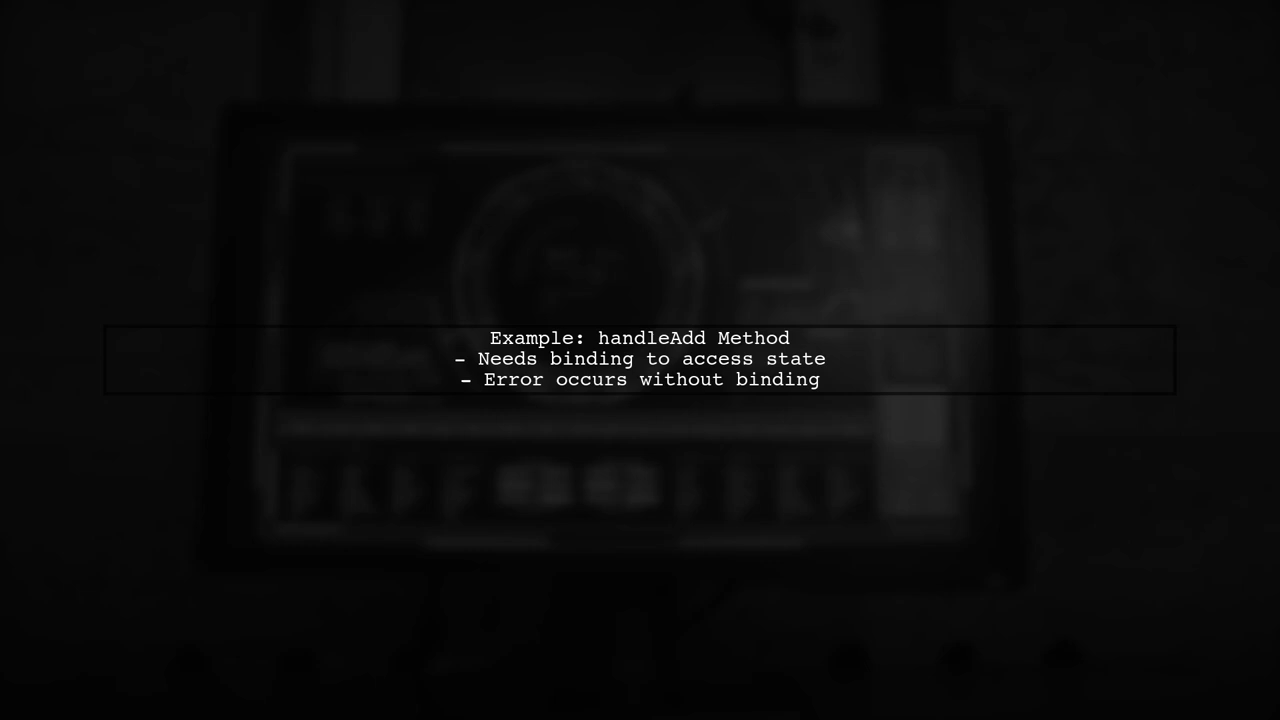 Example: handleAdd Method
- Needs binding to access state
- Error occurs without binding